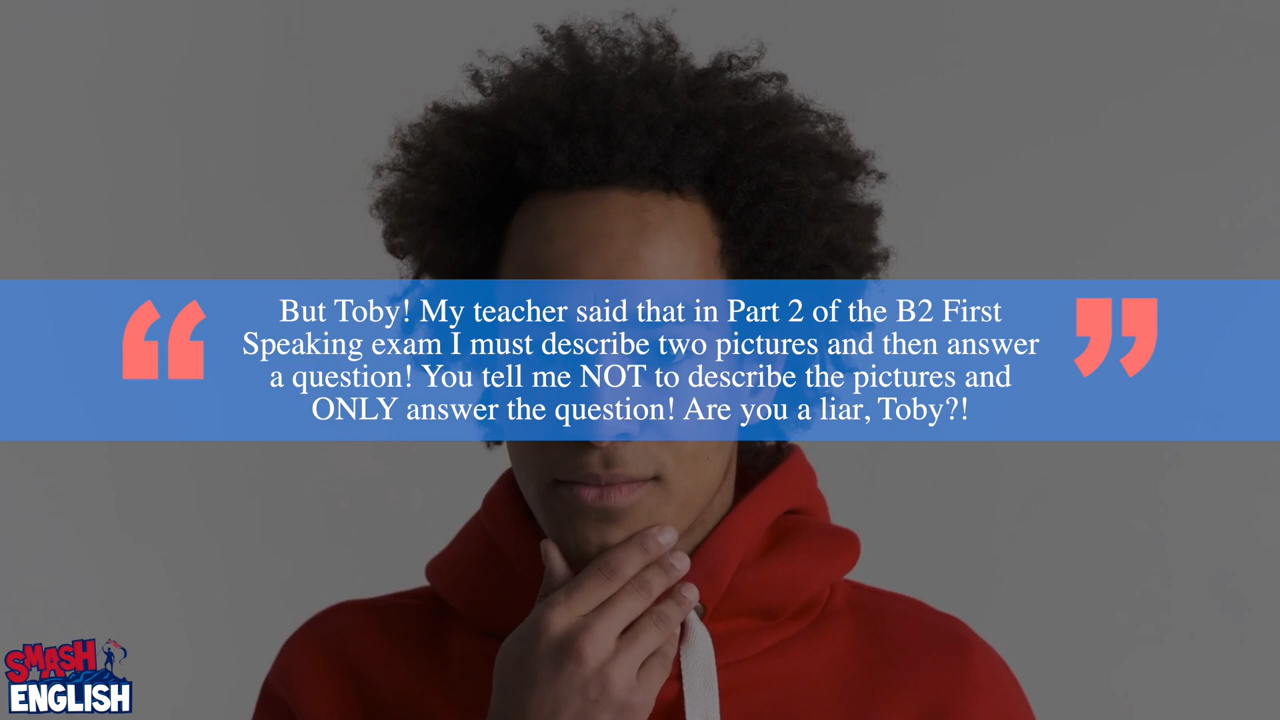 “ But Toby! My teacher said that in Part 2 of the B2 First ”
Speaking exam I must describe two pictures and then answer
a question! You tell me NOT to describe the pictures and
ONLY answer the question! Are you a liar, Toby?!
SMASH
ENGLISH